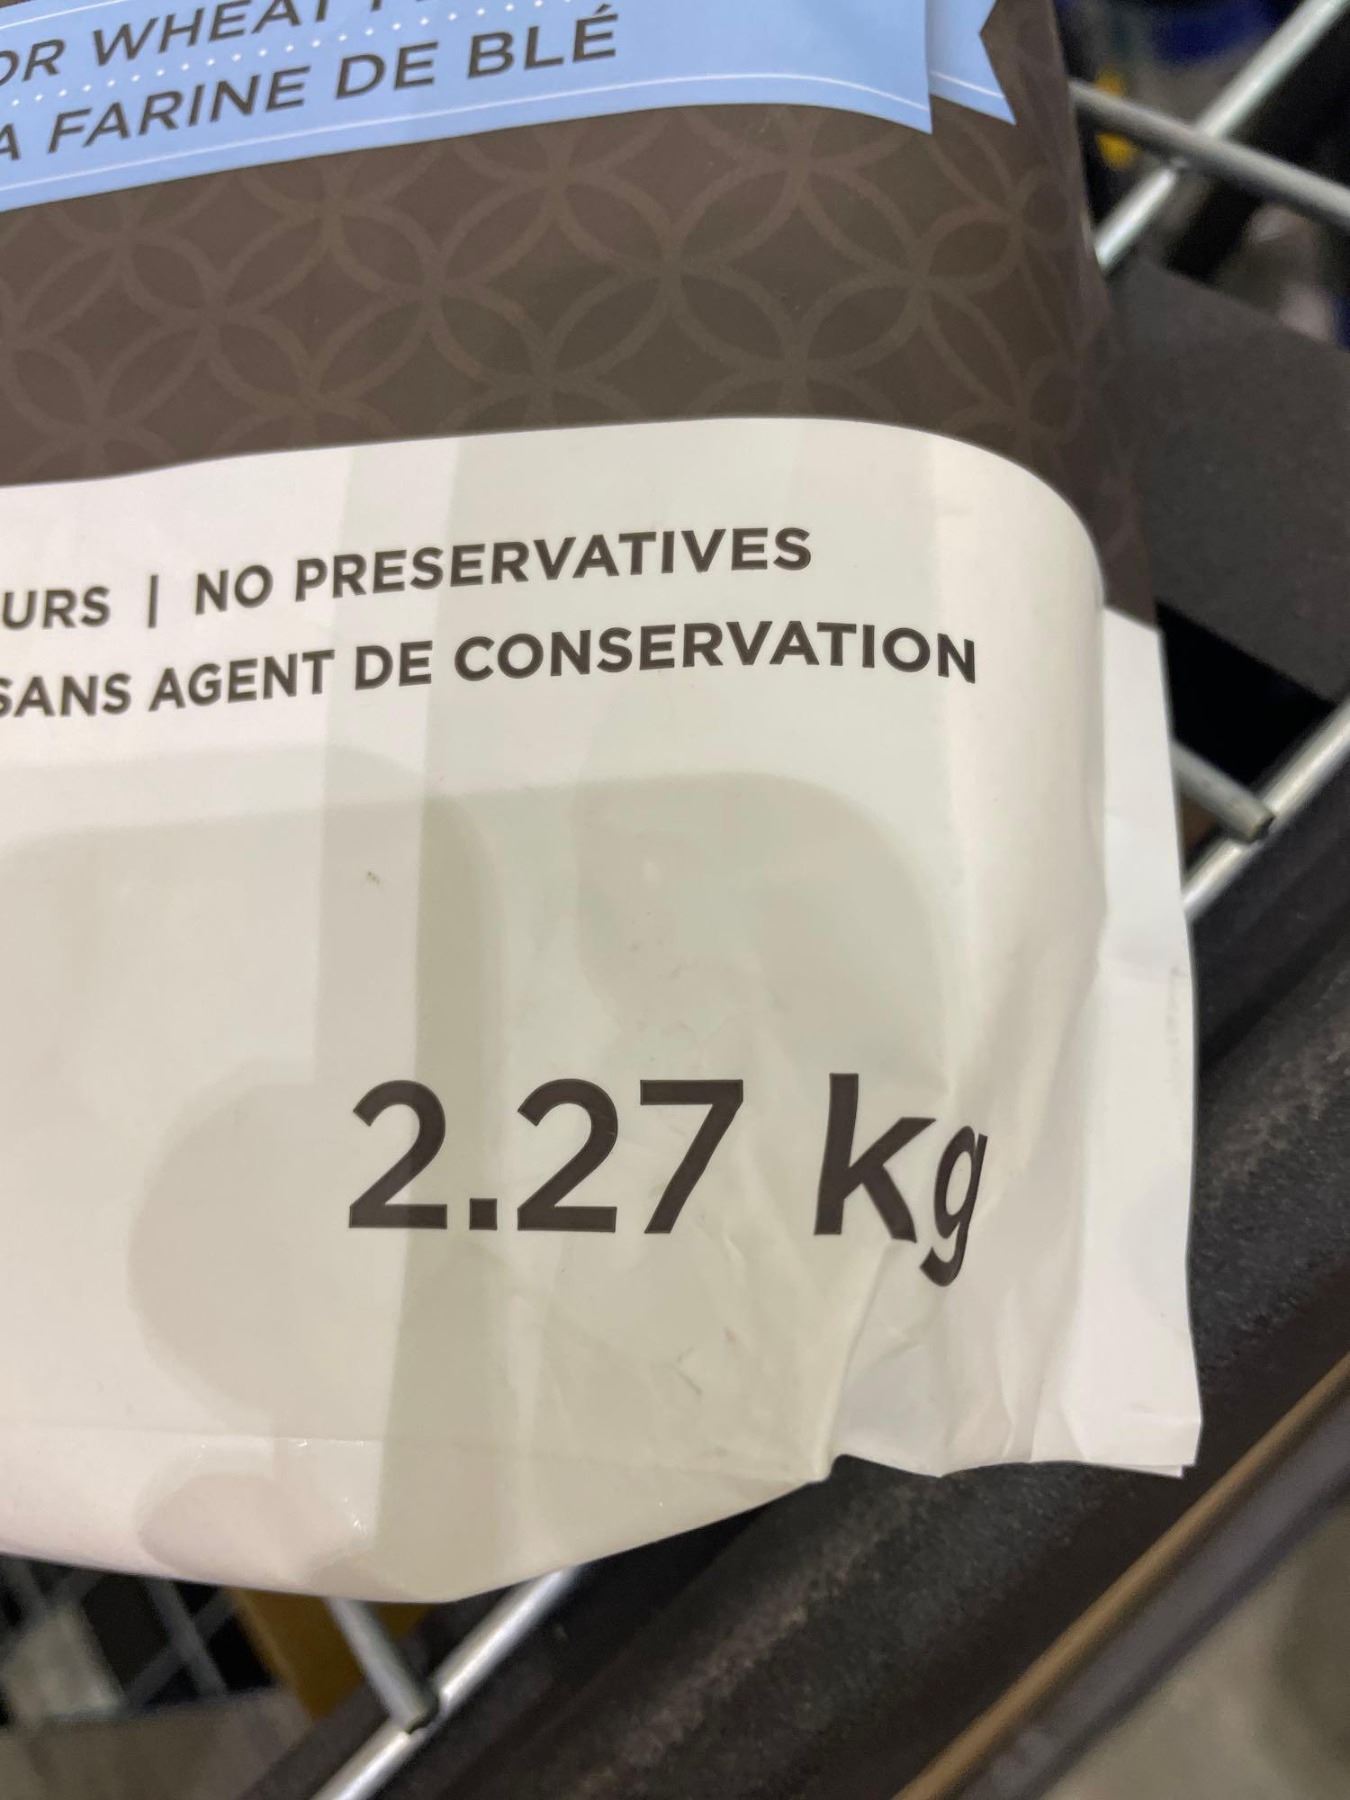 OR WHEAT
A FARINE DE BLÉ
URS | NO PRESERVATIVES
SANS AGENT DE CONSERVATION
2.27 kg